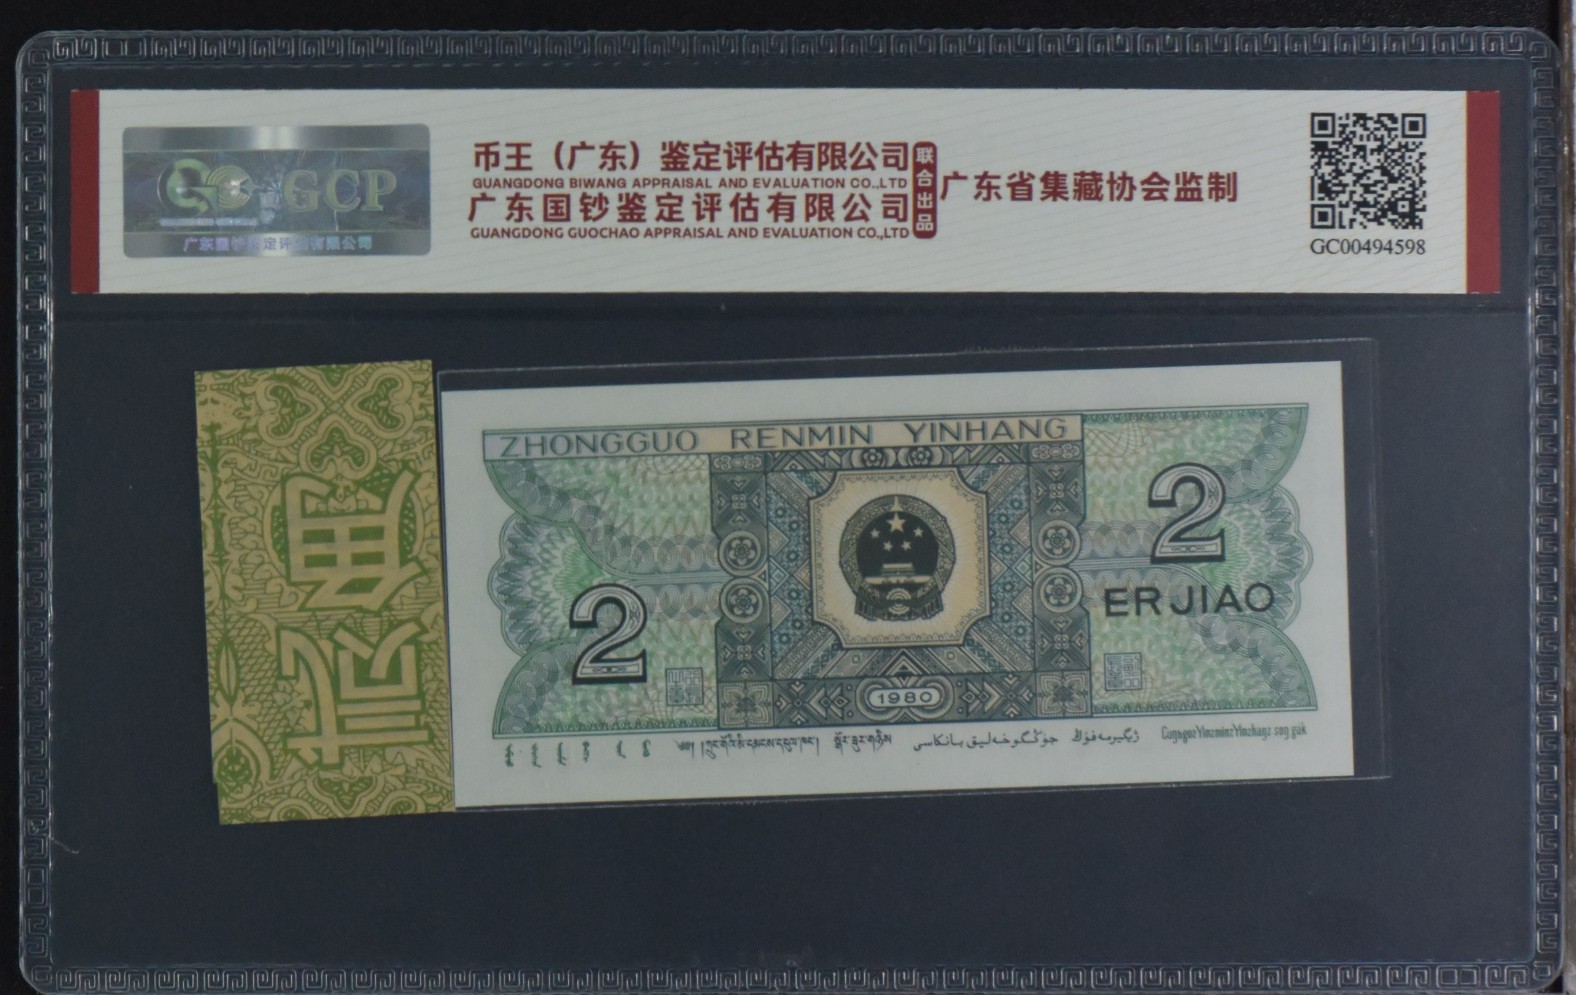 GCP
币王（广东）鉴定评估有限公司
GUANGDONG BIWANG APPRAISAL AND EVALUATION CO.,LTD
广东国钞鉴定评估有限公司
GUANGDONG GUOCHAO APPRAISAL AND EVALUATION CO.,LTD
联合出品
广东省集藏协会监制
GC00494598
ZHONGGUO RENMIN YINHANG
2
2
ERJIAO
1980